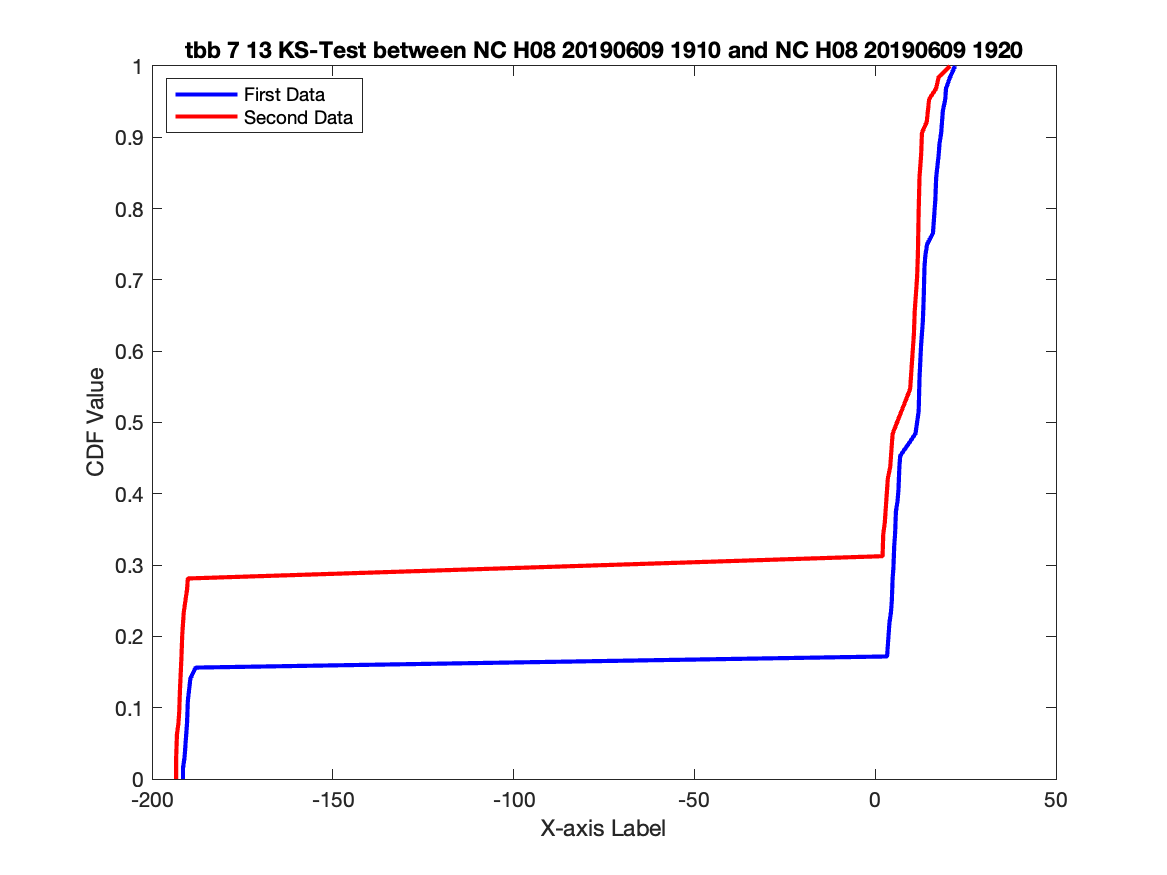 tbb 7 13 KS-Test between NC H08 20190609 1910 and NC H08 20190609 1920
First Data
Second Data
1
0.9
0.8
0.7
0.6
0.5
0.4
0.3
0.2
0.1
0
CDF Value
-200 -150 -100 -50 0 50
X-axis Label